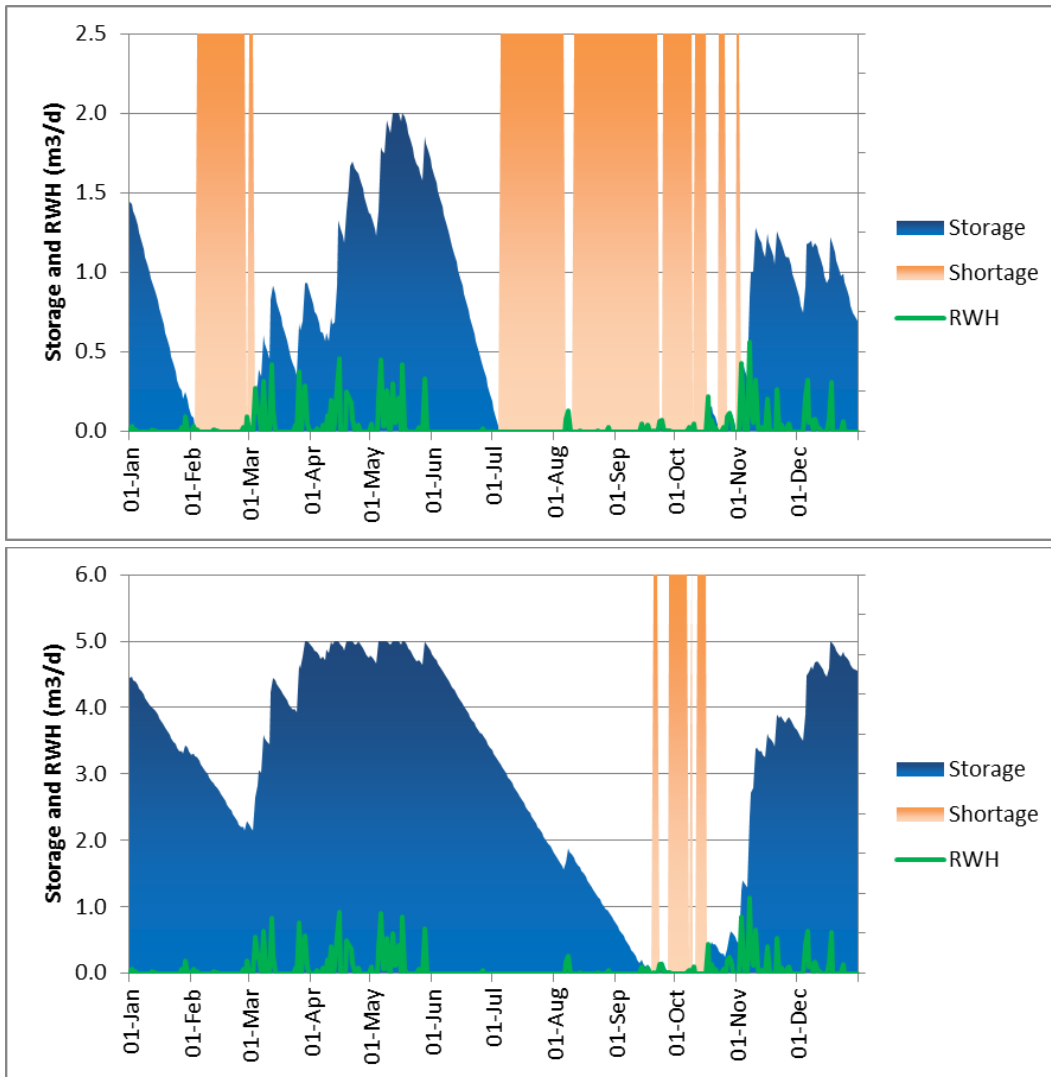 Storage and RWH (m3/d)
2.5
2.0
1.5
1.0
0.5
0.0
01-Jan
01-Feb
01-Mar
01-Apr
01-May
01-Jun
01-Jul
01-Aug
01-Sep
01-Oct
01-Nov
01-Dec
Storage
Shortage
RWH
Storage and RWH (m3/d)
6.0
5.0
4.0
3.0
2.0
1.0
0.0
01-Jan
01-Feb
01-Mar
01-Apr
01-May
01-Jun
01-Jul
01-Aug
01-Sep
01-Oct
01-Nov
01-Dec
Storage
Shortage
RWH